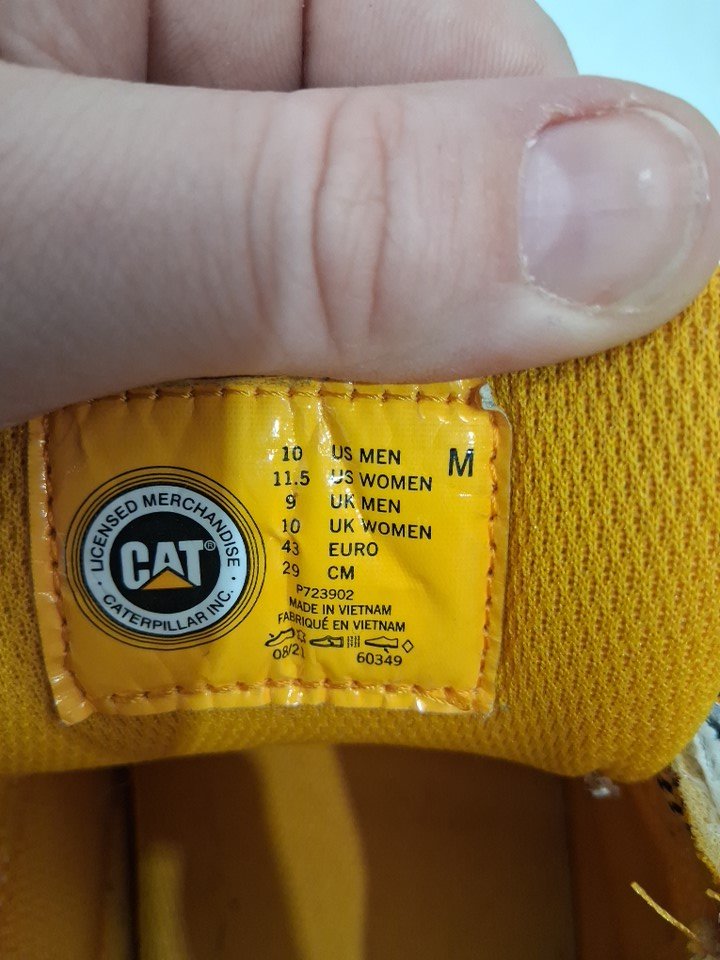 10 US MEN M
11.5 US WOMEN
9 UK MEN
10 UK WOMEN
43 EURO
29 CM
P723902
MADE IN VIETNAM
FABRIQUÉ EN VIETNAM
08/21 60349
LICENSED MERCHANDISE
CAT®
CATERPILLAR INC.